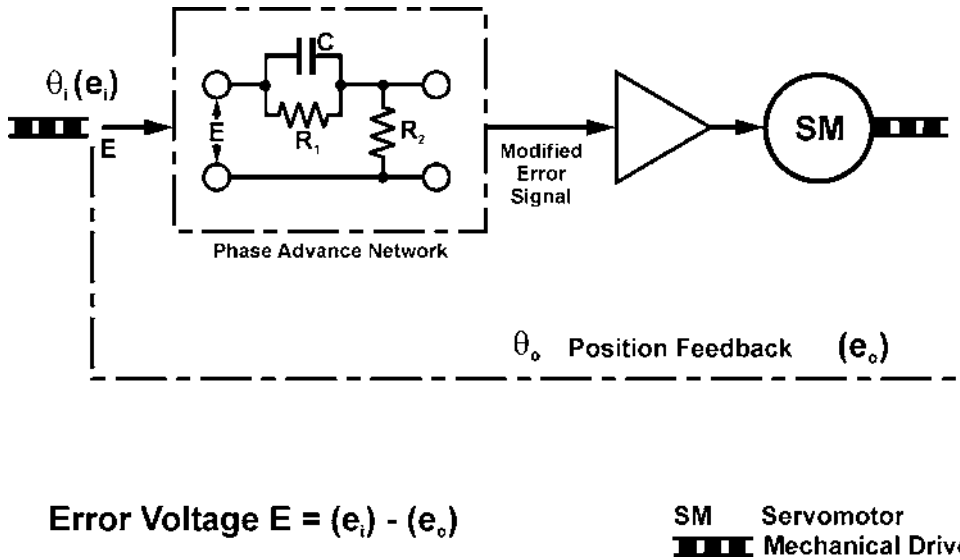 θi (ei)
E
C
E
R1
R2
Phase Advance Network
Modified
Error
Signal
SM
θo Position Feedback (eo)
Error Voltage E = (ei) - (eo)
SM Servomotor
Mechanical Drive